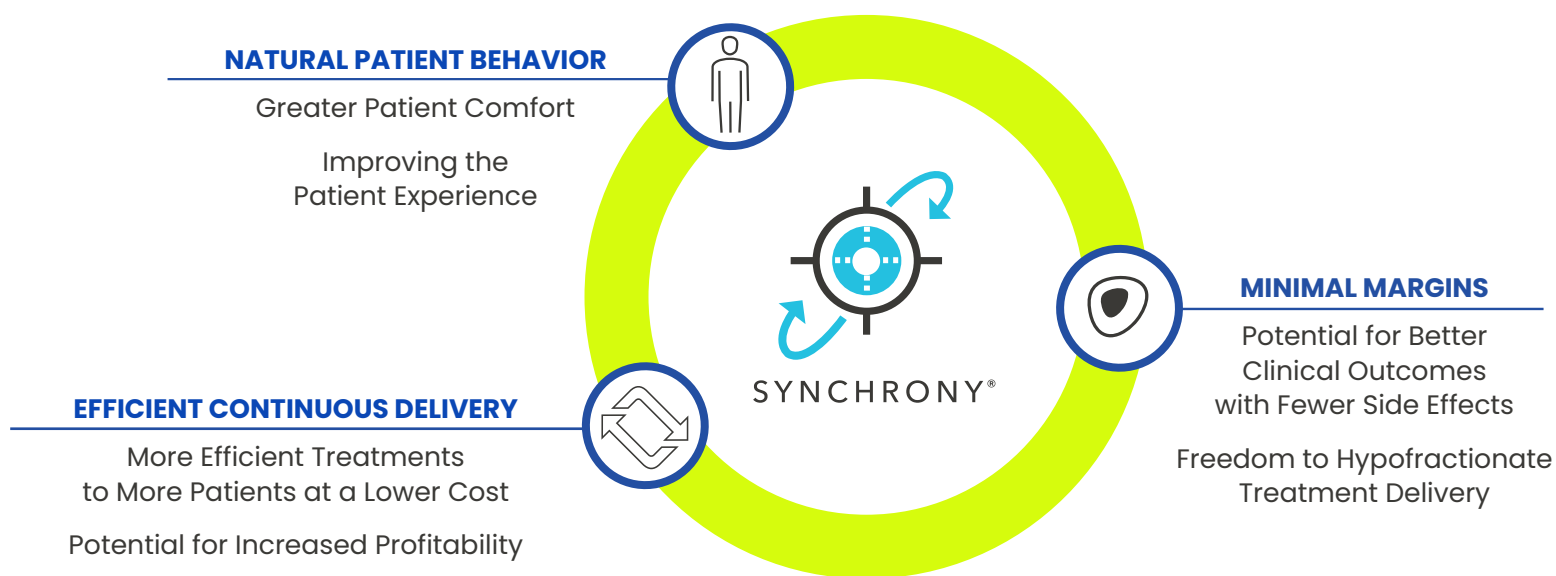 NATURAL PATIENT BEHAVIOR
Greater Patient Comfort
Improving the
Patient Experience
SYNCHRONY®
MINIMAL MARGINS
Potential for Better
Clinical Outcomes
with Fewer Side Effects
Freedom to Hypofractionate
Treatment Delivery
EFFICIENT CONTINUOUS DELIVERY
More Efficient Treatments
to More Patients at a Lower Cost
Potential for Increased Profitability